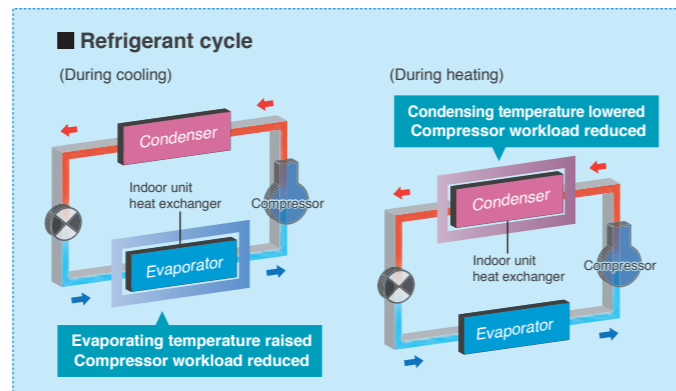 ■ Refrigerant cycle
(During cooling)
Condenser
Indoor unit
heat exchanger
Compressor
Evaporator
Evaporating temperature raised
Compressor workload reduced
(During heating)
Condensing temperature lowered
Compressor workload reduced
Condenser
Indoor unit
heat exchanger
Compressor
Evaporator